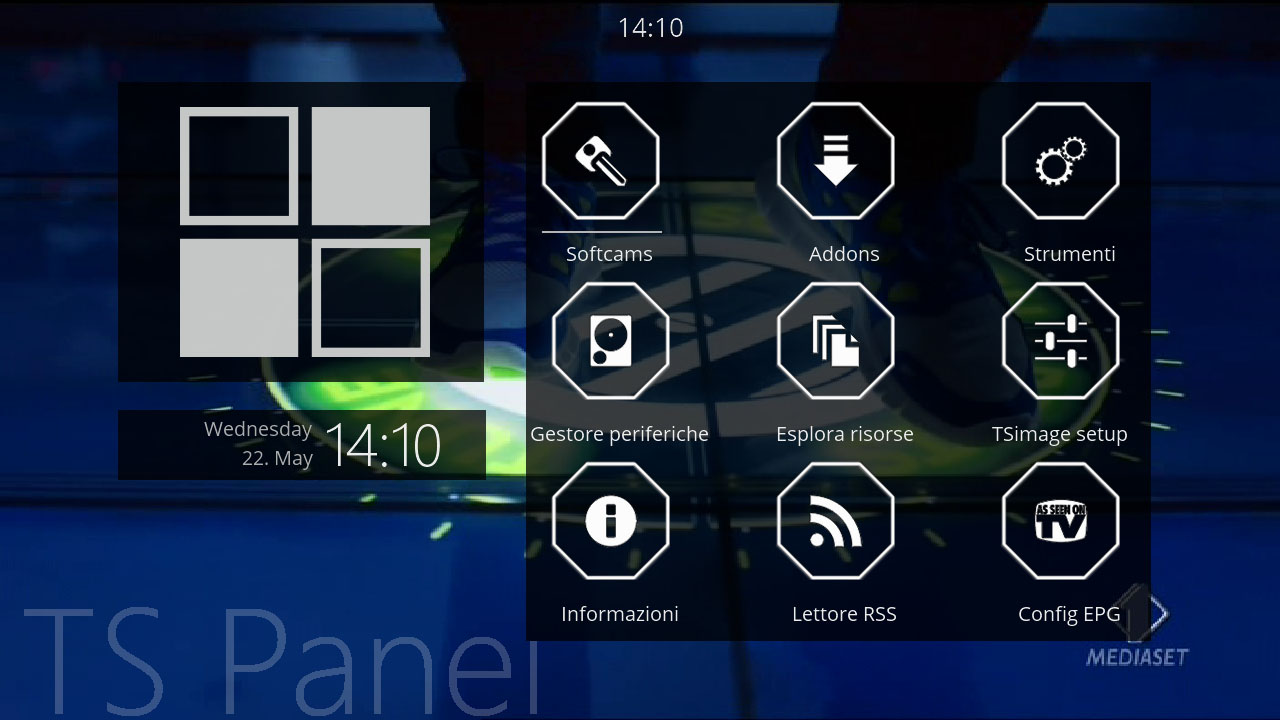 14:10
Softcams
Addons
Strumenti
Gestore periferiche
Esplora risorse
TSimage setup
Wednesday
22. May
14:10
AS SEEN ON
TV
Informazioni
Lettore RSS
Config EPG
1
MEDIASET
TS Panel